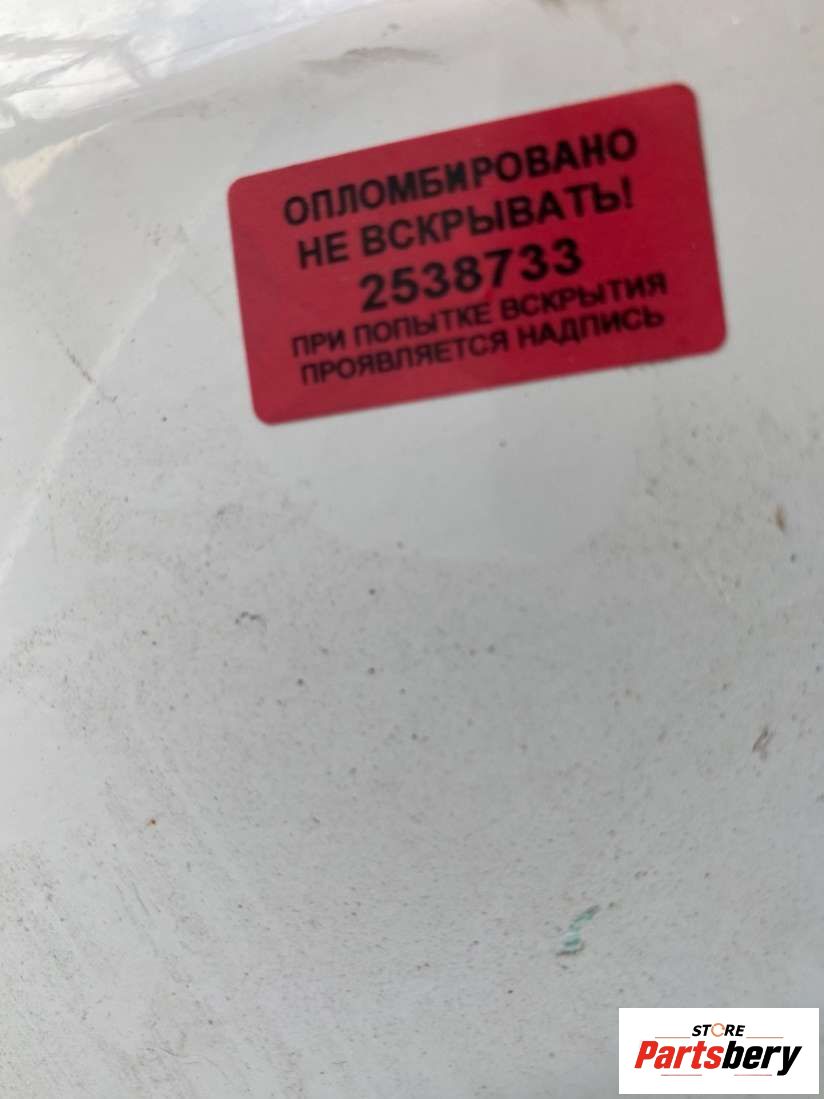 ОПЛОМБИРОВАНО
НЕ ВСКРЫВАТЬ!
2538733
ПРИ ПОПЫТКЕ ВСКРЫТИЯ
ПРОЯВЛЯЕТСЯ НАДПИСЬ
STORE
Partsbery